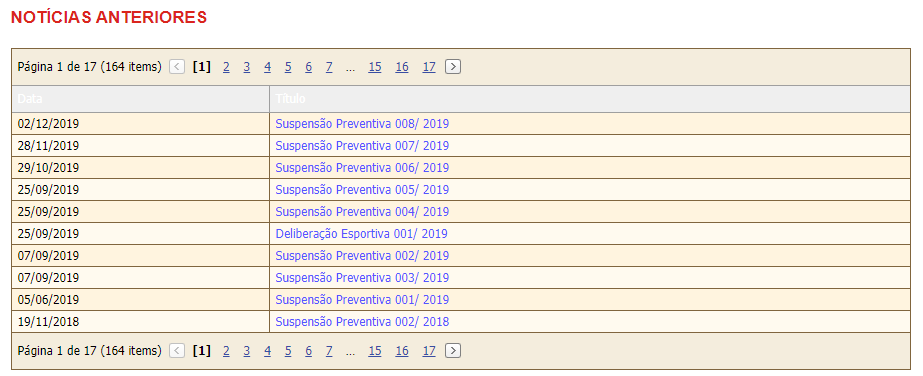 NOTÍCIAS ANTERIORES
Página 1 de 17 (164 items) [1] 2 3 4 5 6 7 … 15 16 17
Data Título
02/12/2019 Suspensão Preventiva 008/ 2019
28/11/2019 Suspensão Preventiva 007/ 2019
29/10/2019 Suspensão Preventiva 006/ 2019
25/09/2019 Suspensão Preventiva 005/ 2019
25/09/2019 Suspensão Preventiva 004/ 2019
25/09/2019 Deliberação Esportiva 001/ 2019
07/09/2019 Suspensão Preventiva 002/ 2019
07/09/2019 Suspensão Preventiva 003/ 2019
05/06/2019 Suspensão Preventiva 001/ 2019
19/11/2018 Suspensão Preventiva 002/ 2018
Página 1 de 17 (164 items) [1] 2 3 4 5 6 7 … 15 16 17